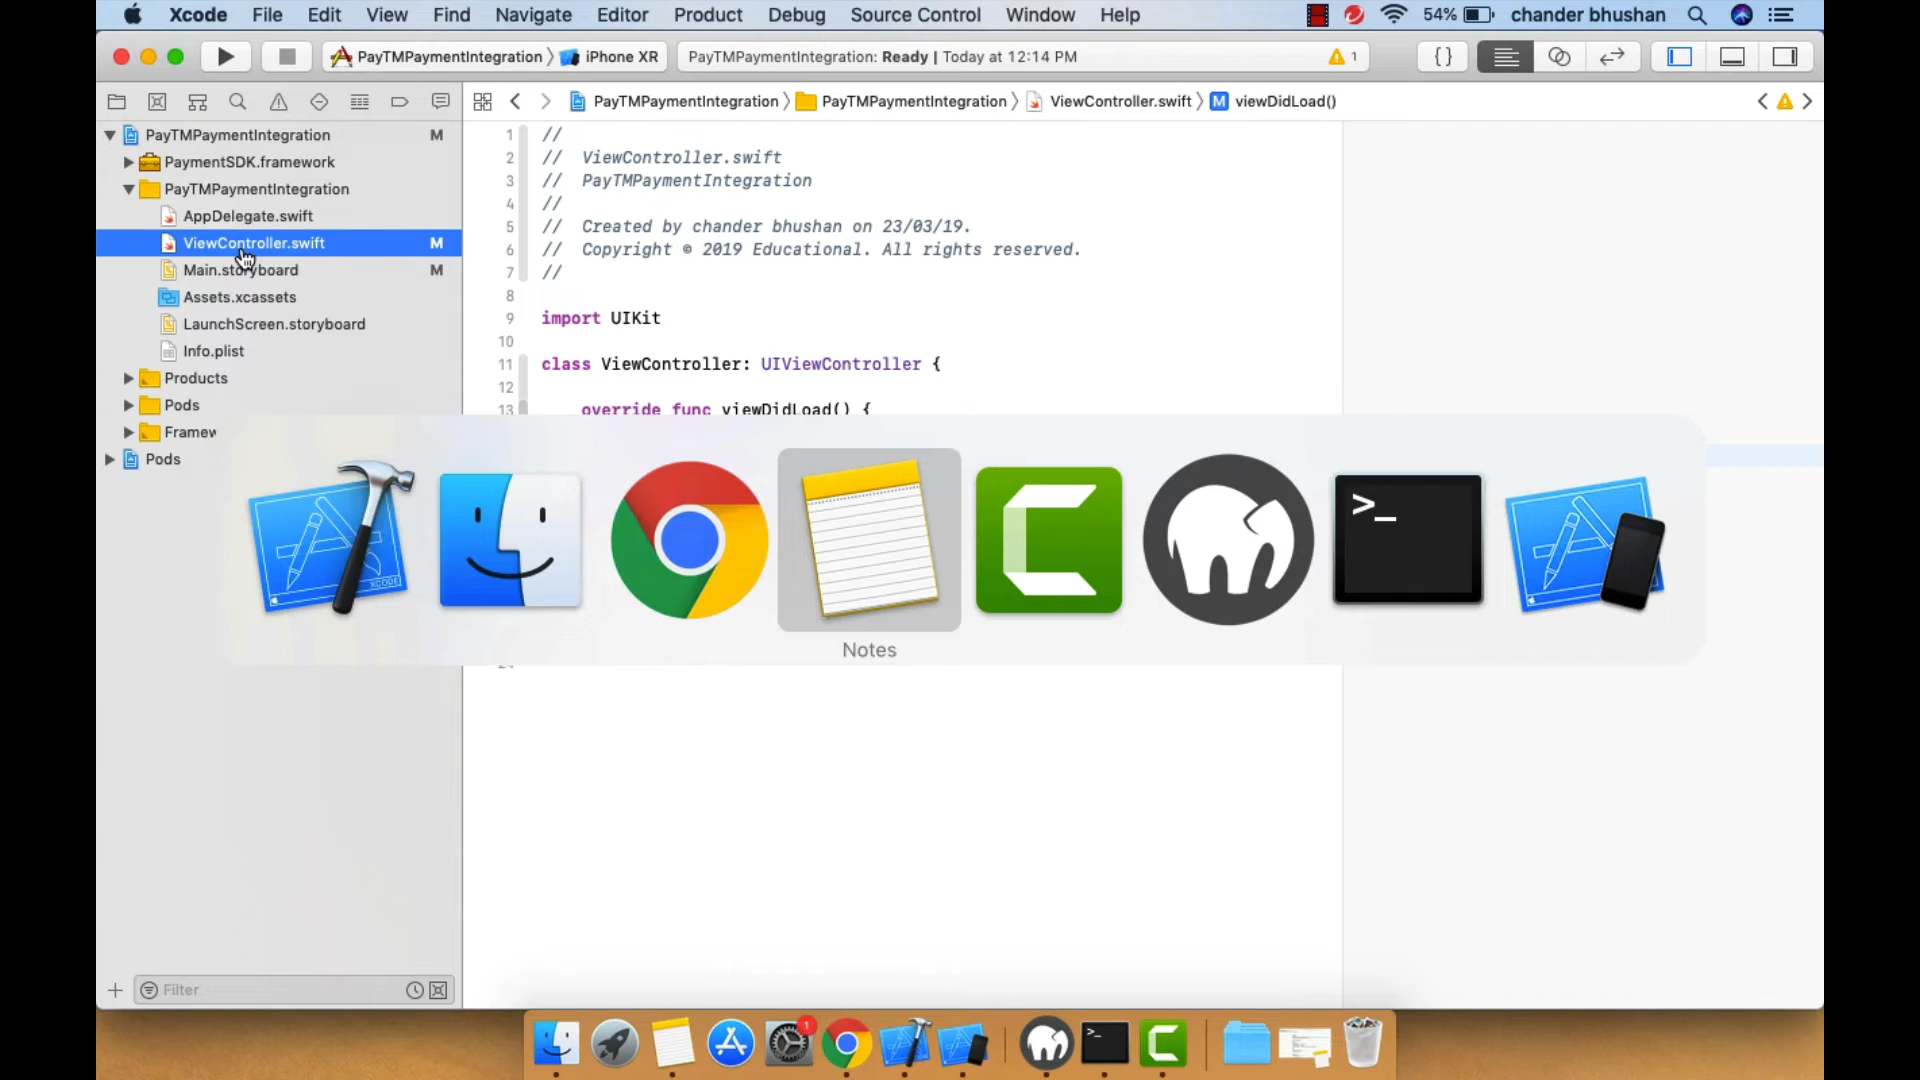 Xcode File Edit View Find Navigate Editor Product Debug Source Control Window Help 54% chander bhushan
PayTMPaymentIntegration iPhone XR PayTMPaymentIntegration: Ready | Today at 12:14 PM 1 {}
PayTMPaymentIntegration PayTMPaymentIntegration ViewController.swift M viewDidLoad()
PayTMPaymentIntegration M
PaymentSDK.framework
PayTMPaymentIntegration
AppDelegate.swift
ViewController.swift M
Main.storyboard M
Assets.xcassets
LaunchScreen.storyboard
Info.plist
Products
Pods
Framew
Pods
1 //
2 // ViewController.swift
3 // PayTMPaymentIntegration
4 //
5 // Created by chander bhushan on 23/03/19.
6 // Copyright © 2019 Educational. All rights reserved.
7 //
8
9 import UIKit
10
11 class ViewController: UIViewController {
12
13 override func viewDidLoad() {
XCODE
>_
Notes
Filter
1